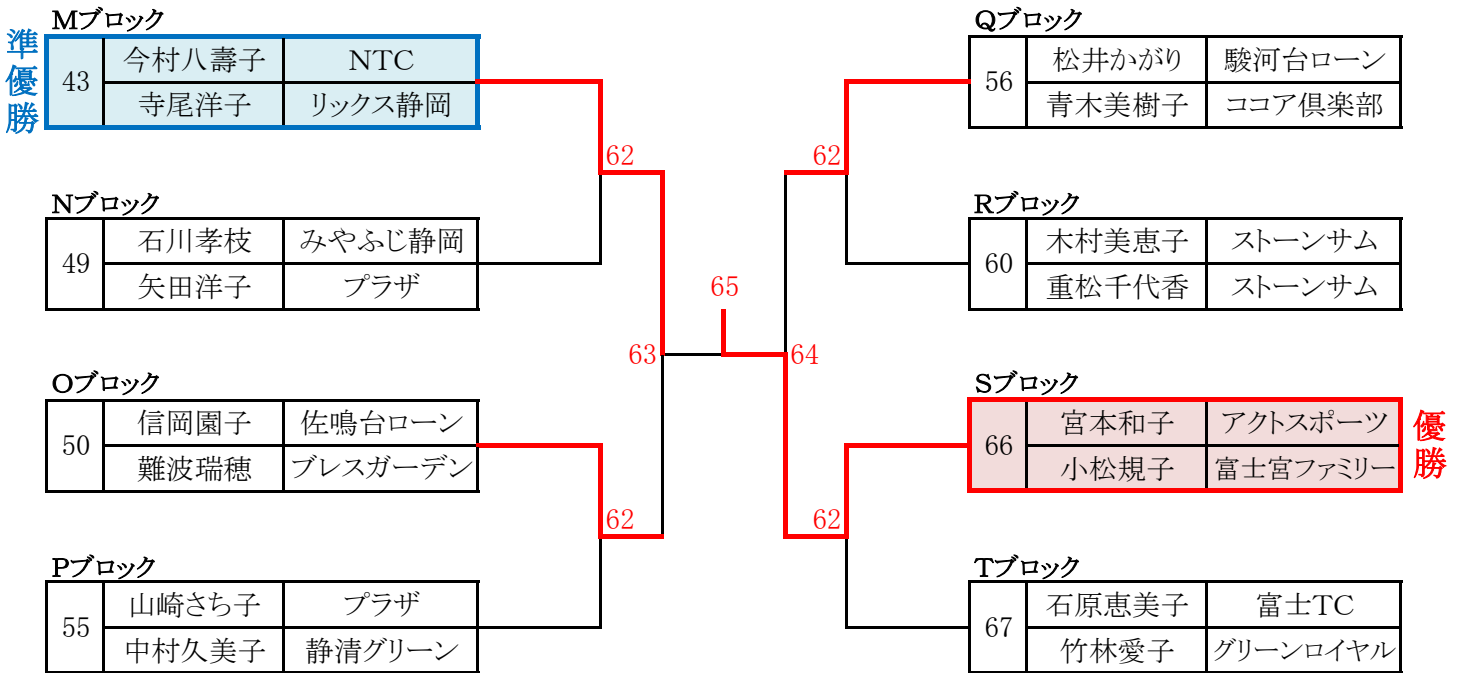 準優勝
Mブロック
43 今村八壽子 NTC
寺尾洋子 リックス静岡
62
Nブロック
49 石川孝枝 みやふじ静岡
矢田洋子 プラザ
63
Oブロック
50 信岡園子 佐鳴台ローン
難波瑞穂 ブレスガーデン
62
Pブロック
55 山崎さち子 プラザ
中村久美子 静清グリーン
65
Qブロック
56 松井かがり 駿河台ローン
青木美樹子 ココア倶楽部
62
Rブロック
60 木村美恵子 ストーンサム
重松千代香 ストーンサム
64
Sブロック
66 宮本和子 アクトスポーツ
小松規子 富士宮ファミリー
優勝
62
Tブロック
67 石原恵美子 富士TC
竹林愛子 グリーンロイヤル